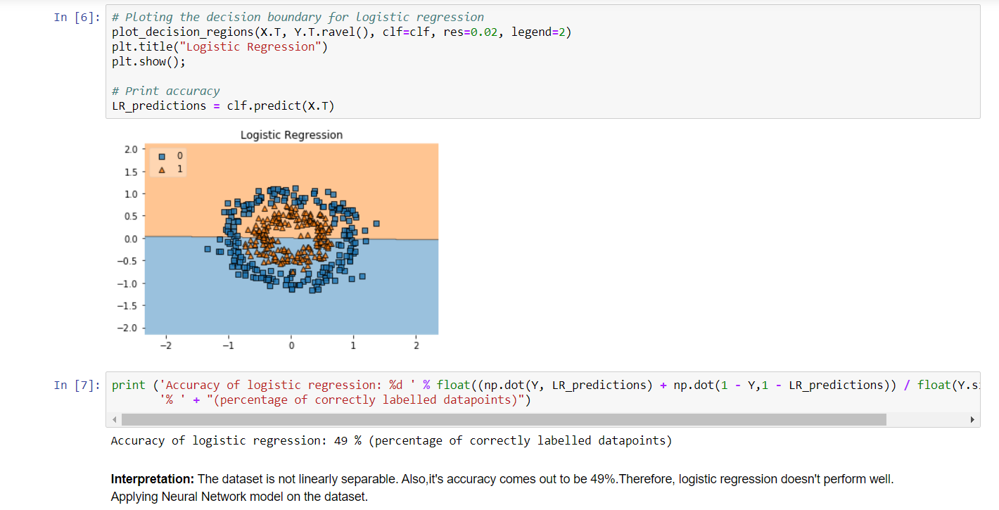 In [6]: # Ploting the decision boundary for logistic regression
plot_decision_regions(X.T, Y.T.ravel(), clf=clf, res=0.02, legend=2)
plt.title("Logistic Regression")
plt.show();
# Print accuracy
LR_predictions = clf.predict(X.T)
Logistic Regression
2.0
0
1
1.5
1.0
0.5
0.0
−0.5
−1.0
−1.5
−2.0
−2 −1 0 1 2
In [7]: print ('Accuracy of logistic regression: %d ' % float((np.dot(Y, LR_predictions) + np.dot(1 - Y,1 - LR_predictions)) / float(Y.s
'% ' + "(percentage of correctly labelled datapoints)")
Accuracy of logistic regression: 49 % (percentage of correctly labelled datapoints)
Interpretation: The dataset is not linearly separable. Also,it's accuracy comes out to be 49%.Therefore, logistic regression doesn't perform well.
Applying Neural Network model on the dataset.